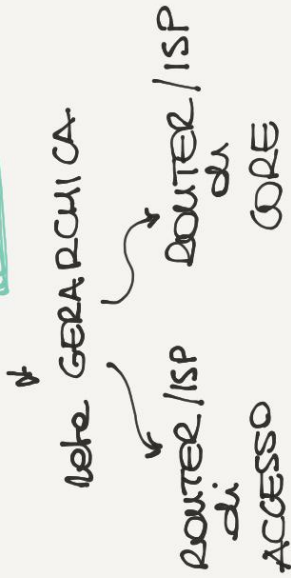 Rete GERARCHICA
ROUTER/ISP
di
ACCESSO
ROUTER/ISP
di
CORE